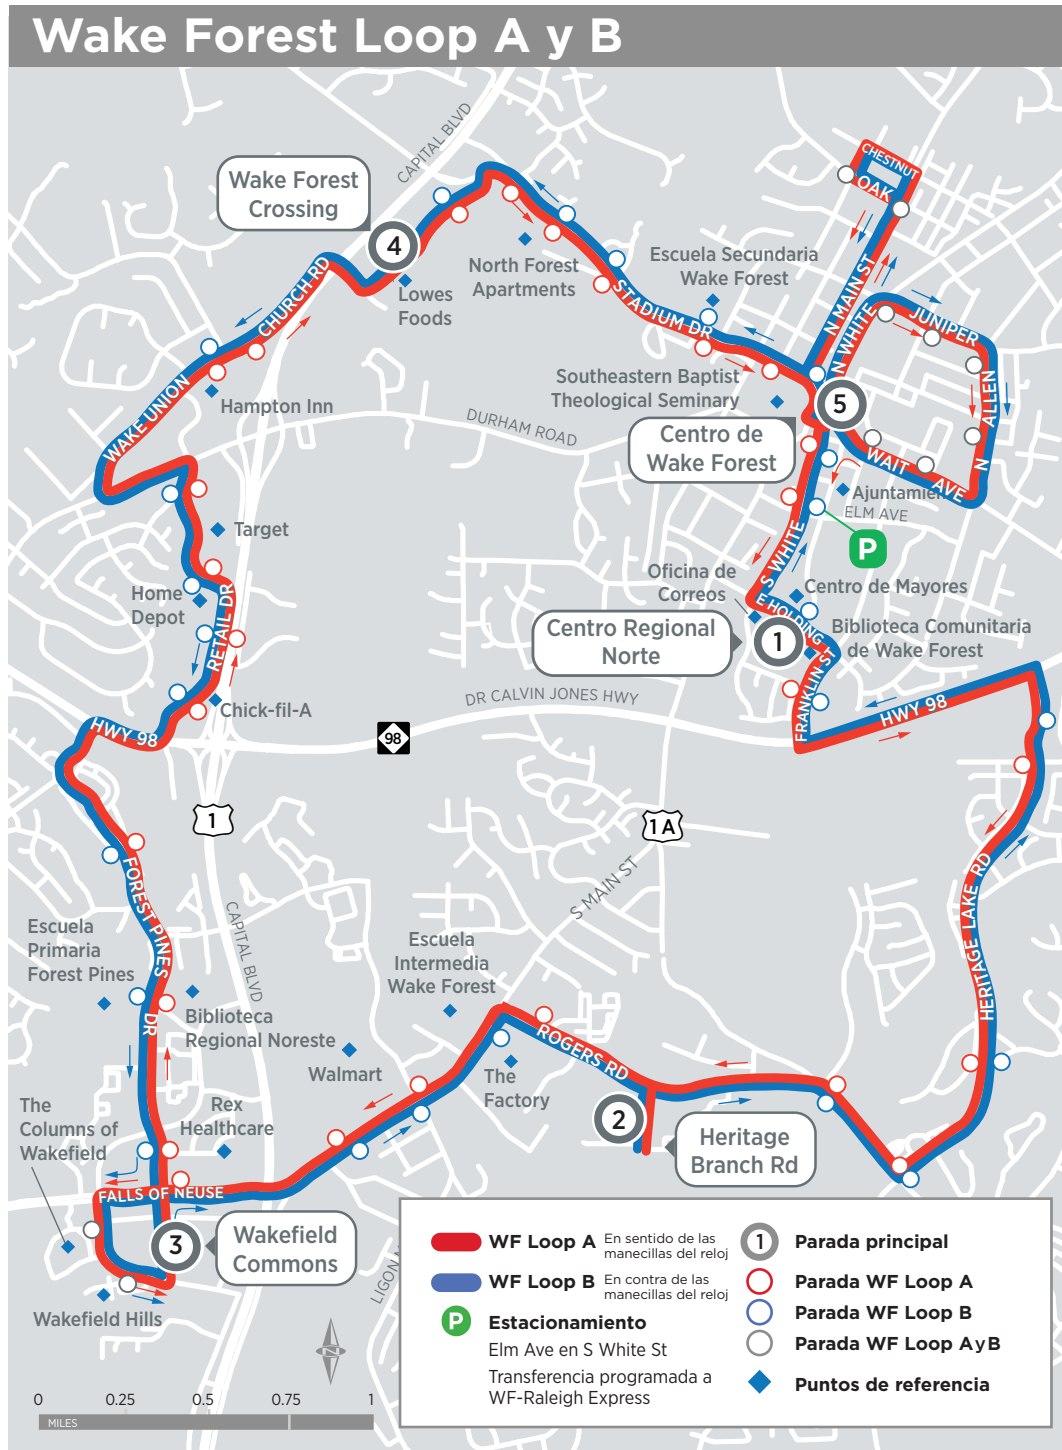 Wake Forest Loop A y B
CAPITAL BLVD
CHESTNUT
OAK
Wake Forest
Crossing
4
N MAIN ST
Escuela Secundaria
Wake Forest
North Forest
Apartments
Lowes
Foods
CHURCH RD
STADIUM DR
N WHITE
JUNIPER
N ALLEN
Southeastern Baptist
Theological Seminary
5
Hampton Inn
WAKE UNION
DURHAM ROAD
Centro de
Wake Forest
WAIT AVE
Ajuntamien
ELM AVE
Target
P
S WHITE
Oficina de
Correos
Centro de Mayores
Home
Depot
RETAIL DR
E HOLDING
Centro Regional
Norte
1
Biblioteca Comunitaria
de Wake Forest
FRANKLIN ST
Chick-fil-A
DR CALVIN JONES HWY
HWY 98
HWY 98
98
1
1A
S MAIN ST
FOREST PINES DR
CAPITAL BLVD
HERITAGE LAKE RD
Escuela
Primaria
Forest Pines
Escuela
Intermedia
Wake Forest
Biblioteca
Regional Noreste
ROGERS RD
Walmart
The
Factory
The
Columns of
Wakefield
Rex
Healthcare
2
Heritage
Branch Rd
FALLS OF NEUSE
3
Wakefield
Commons
LIGON
Wakefield Hills
WF Loop A
En sentido de las
manecillas del reloj
WF Loop B
En contra de las
manecillas del reloj
P
Estacionamiento
Elm Ave en S White St
Transferencia programada a
WF-Raleigh Express
1
Parada principal
Parada WF Loop A
Parada WF Loop B
Parada WF Loop A y B
Puntos de referencia
0 0.25 0.5 0.75 1
MILES